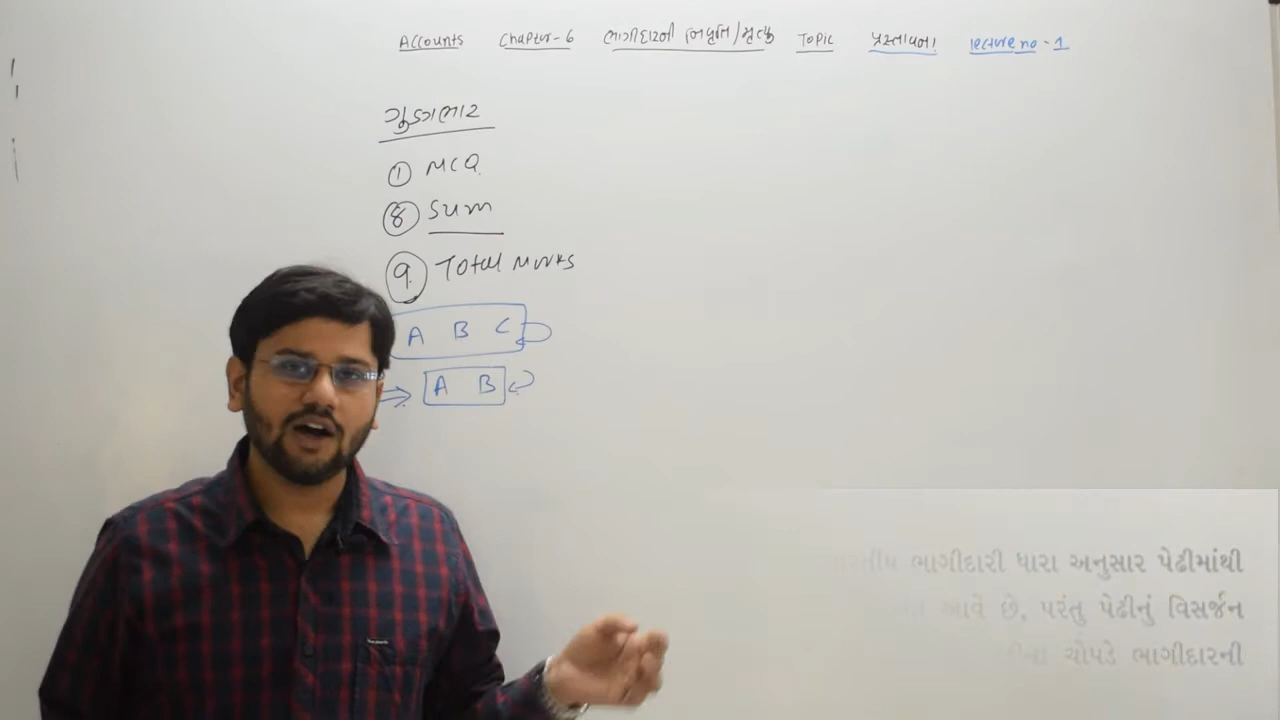 Accounts Chapter-6 ભાગીદારની નિવૃત્તિ/મૃત્યુ Topic પ્રસ્તાવના lecture no-1
ગુણભાર
① MCQ
⑧ Sum
⑨ Total Marks
A B C
⇒ A B
ભાગીદારી ધારા અનુસાર પેઢીમાંથી
આવે છે, પરંતુ પેઢીનું વિસર્જન
ચોપડે ભાગીદારની